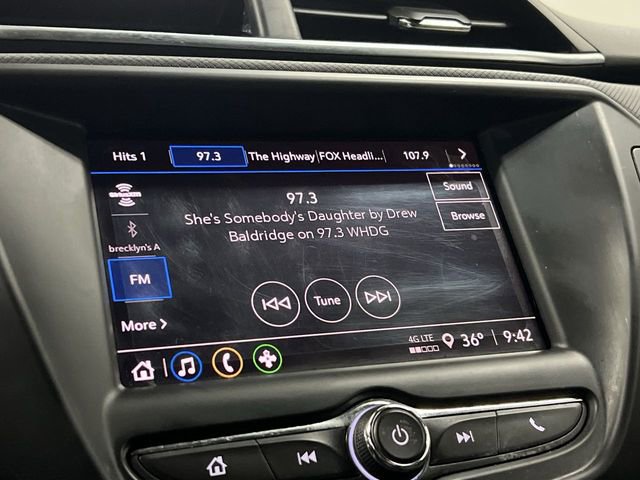 Hits 1 97.3 The Highway FOX Headli... 107.9
siriusxm
97.3
Sound
She's Somebody's Daughter by Drew
Baldridge on 97.3 WHDG
Browse
brecklyn's A
FM
Tune
More
4G LTE 36° 9:42